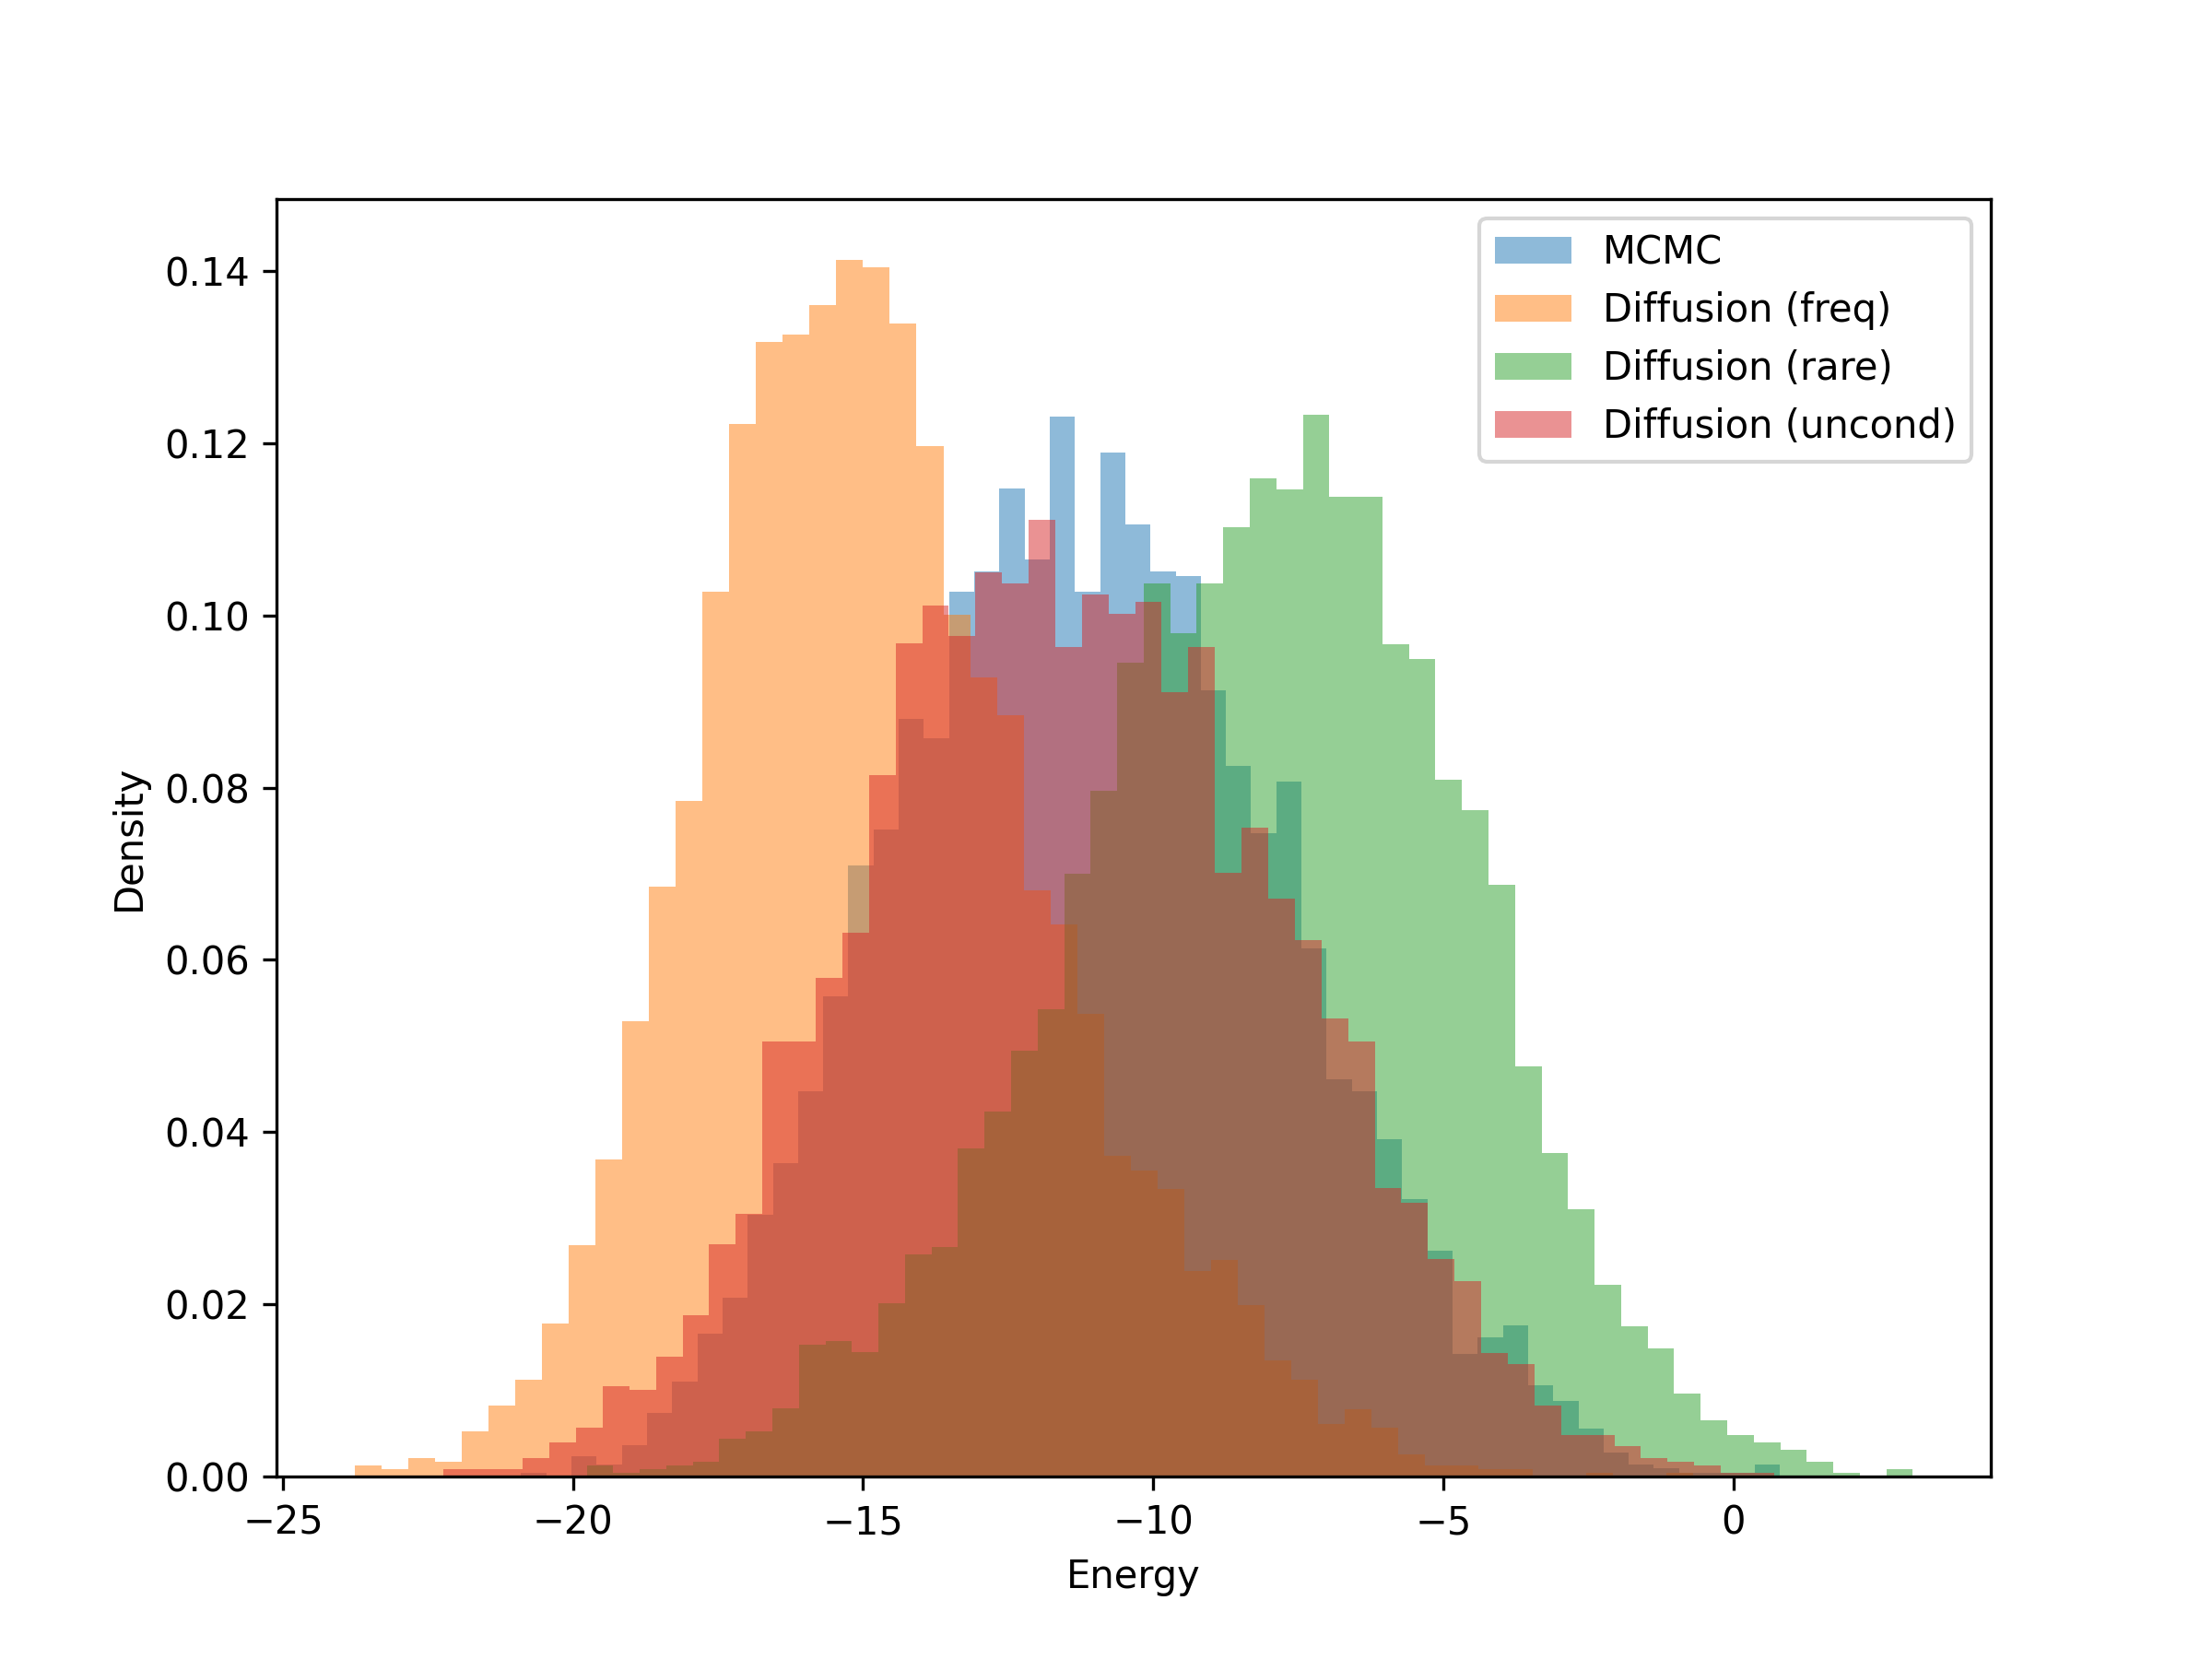 MCMC
Diffusion (freq)
Diffusion (rare)
Diffusion (uncond)
0.14
0.12
0.10
0.08
0.06
0.04
0.02
0.00
Density
−25 −20 −15 −10 −5 0
Energy